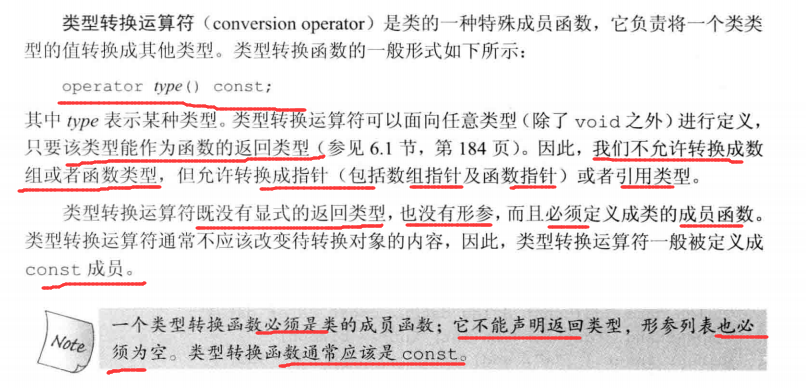 类型转换运算符（conversion operator）是类的一种特殊成员函数，它负责将一个类类
型的值转换成其他类型。类型转换函数的一般形式如下所示：
operator type() const;
其中 type 表示某种类型。类型转换运算符可以面向任意类型（除了 void 之外）进行定义，
只要该类型能作为函数的返回类型（参见 6.1 节，第 184 页）。因此，我们不允许转换成数
组或者函数类型，但允许转换成指针（包括数组指针及函数指针）或者引用类型。
类型转换运算符既没有显式的返回类型，也没有形参，而且必须定义成类的成员函数。
类型转换运算符通常不应该改变待转换对象的内容，因此，类型转换运算符一般被定义成
const 成员。
Note
一个类型转换函数必须是类的成员函数；它不能声明返回类型，形参列表也必
须为空。类型转换函数通常应该是 const。